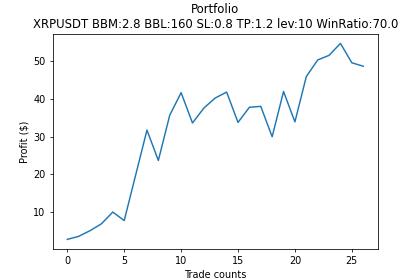 Portfolio
XRPUSDT BBM:2.8 BBL:160 SL:0.8 TP:1.2 lev:10 WinRatio:70.0
50
40
30
20
10
Profit ($)
0 5 10 15 20 25
Trade counts